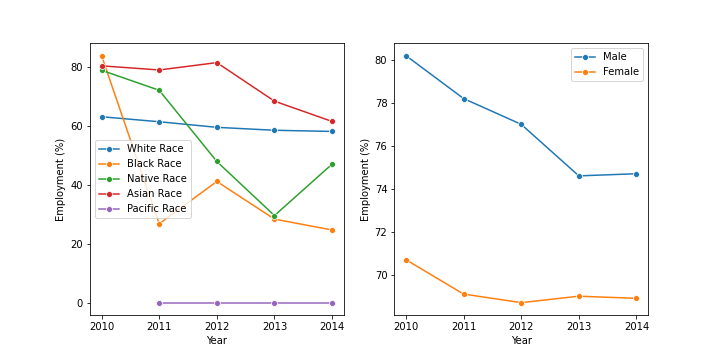 80
60
40
20
0
Employment (%)
White Race
Black Race
Native Race
Asian Race
Pacific Race
2010 2011 2012 2013 2014
Year
80
78
76
74
72
70
Employment (%)
Male
Female
2010 2011 2012 2013 2014
Year